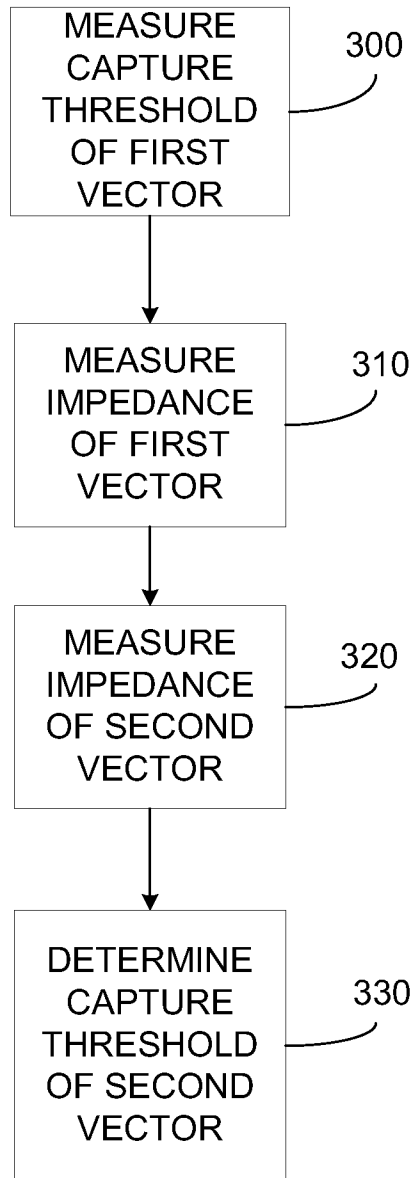 MEASURE
CAPTURE
THRESHOLD
OF FIRST
VECTOR
300
MEASURE
IMPEDANCE
OF FIRST
VECTOR
310
MEASURE
IMPEDANCE
OF SECOND
VECTOR
320
DETERMINE
CAPTURE
THRESHOLD
OF SECOND
VECTOR
330